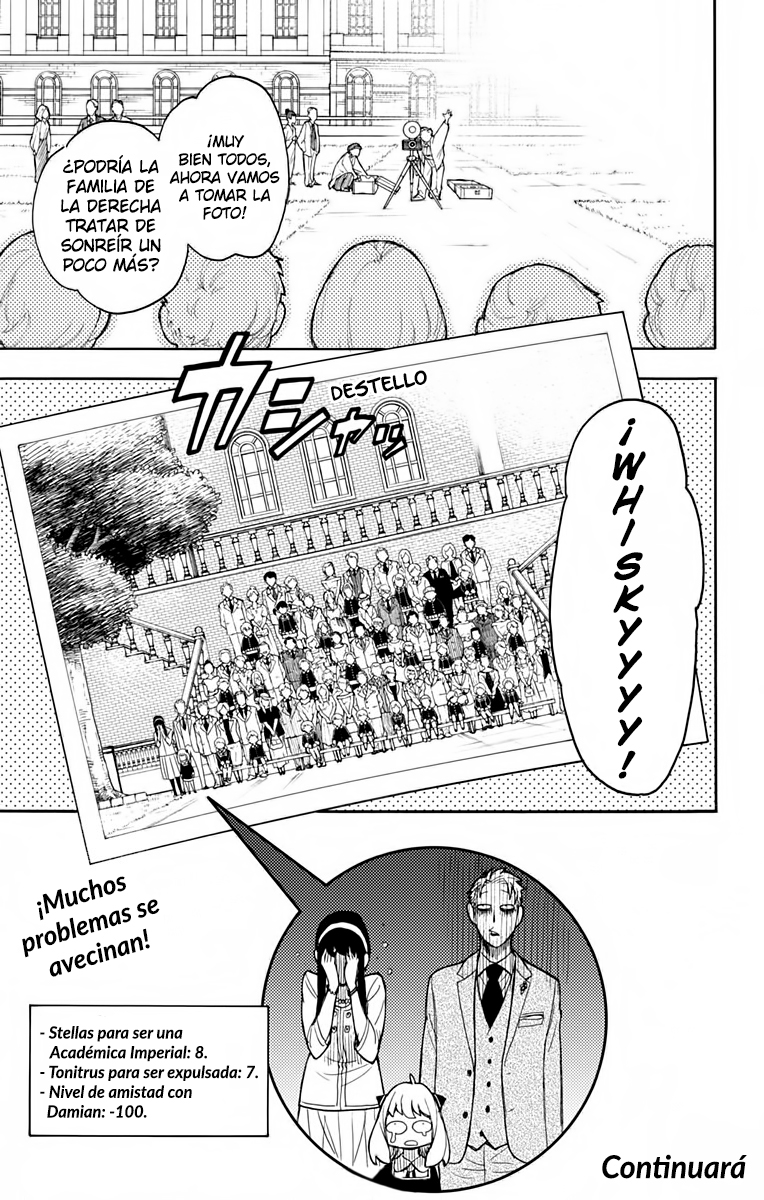 ¡MUY
BIEN TODOS,
AHORA VAMOS
A TOMAR LA
FOTO!
¿PODRÍA LA
FAMILIA DE
LA DERECHA
TRATAR DE
SONREÍR UN
POCO MÁS?
カシャッ
DESTELLO
¡WHISKYYYY!
¡Muchos
problemas se
avecinan!
- Stellas para ser una
Académica Imperial: 8.
- Tonitrus para ser expulsada: 7.
- Nivel de amistad con
Damian: -100.
Continuará